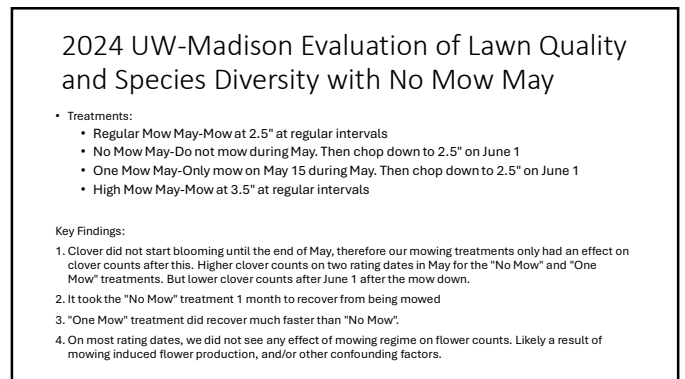 2024 UW-Madison Evaluation of Lawn Quality
and Species Diversity with No Mow May
• Treatments:
• Regular Mow May-Mow at 2.5" at regular intervals
• No Mow May-Do not mow during May. Then chop down to 2.5" on June 1
• One Mow May-Only mow on May 15 during May. Then chop down to 2.5" on June 1
• High Mow May-Mow at 3.5" at regular intervals
Key Findings:
1. Clover did not start blooming until the end of May, therefore our mowing treatments only had an effect on
clover counts after this. Higher clover counts on two rating dates in May for the "No Mow" and "One
Mow" treatments. But lower clover counts after June 1 after the mow down.
2. It took the "No Mow" treatment 1 month to recover from being mowed
3. "One Mow" treatment did recover much faster than "No Mow".
4. On most rating dates, we did not see any effect of mowing regime on flower counts. Likely a result of
mowing induced flower production, and/or other confounding factors.